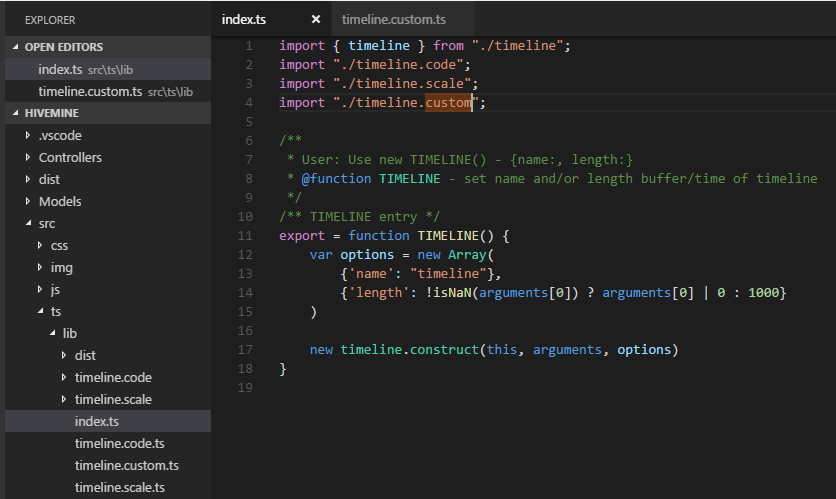 EXPLORER
OPEN EDITORS
index.ts src\ts\lib
timeline.custom.ts src\ts\lib
HIVEMINE
.vscode
Controllers
dist
Models
src
css
img
js
ts
lib
dist
timeline.code
timeline.scale
index.ts
timeline.code.ts
timeline.custom.ts
timeline.scale.ts
index.ts × timeline.custom.ts
1 import { timeline } from "./timeline";
2 import "./timeline.code";
3 import "./timeline.scale";
4 import "./timeline.custom";
5
6 /**
7  * User: Use new TIMELINE() - {name:, length:}
8  * @function TIMELINE - set name and/or length buffer/time of timeline
9  */
10 /** TIMELINE entry */
11 export = function TIMELINE() {
12     var options = new Array(
13         {'name': "timeline"},
14         {'length': !isNaN(arguments[0]) ? arguments[0] | 0 : 1000}
15     )
16
17     new timeline.construct(this, arguments, options)
18 }
19